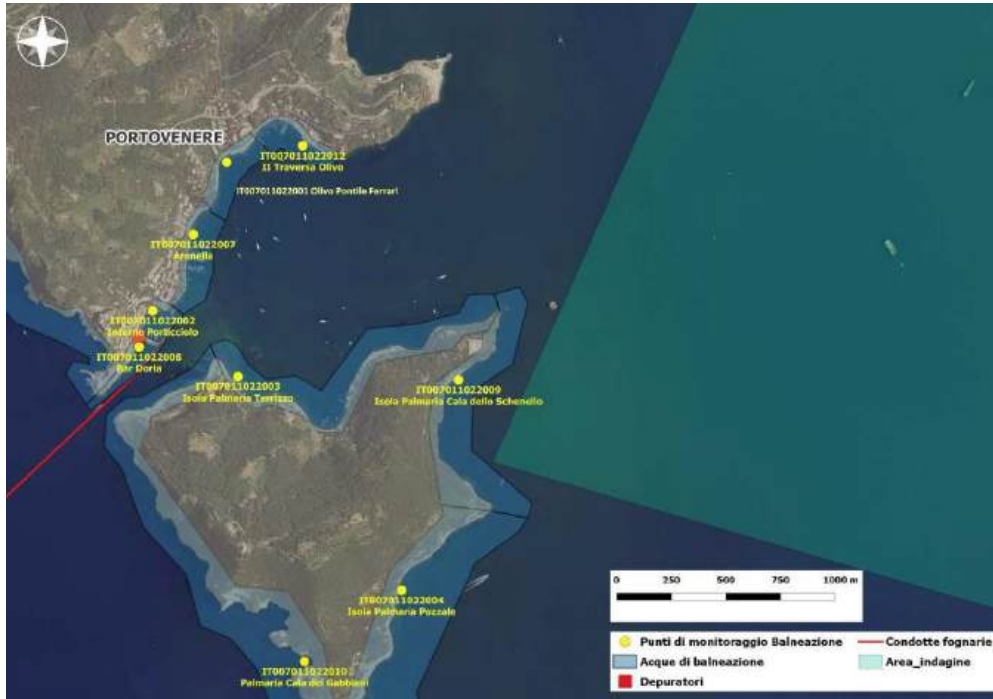 PORTOVENERE
IT007011022012
II Traversa Olivo
IT007011022001 Olivo Pontile Ferrari
IT007011022007
Arenella
IT007011022002
Interno Porticciolo
IT007011022008
Bar Doria
IT007011022003
Isola Palmaria Terrizzo
IT007011022009
Isola Palmaria Cala dello Schenello
IT007011022004
Isola Palmaria Pozzale
IT007011022010
Palmaria Cala dei Gabbiani
0 250 500 750 1000 m
Punti di monitoraggio Balneazione
Condotte fognarie
Acque di balneazione
Area_indagine
Depuratori